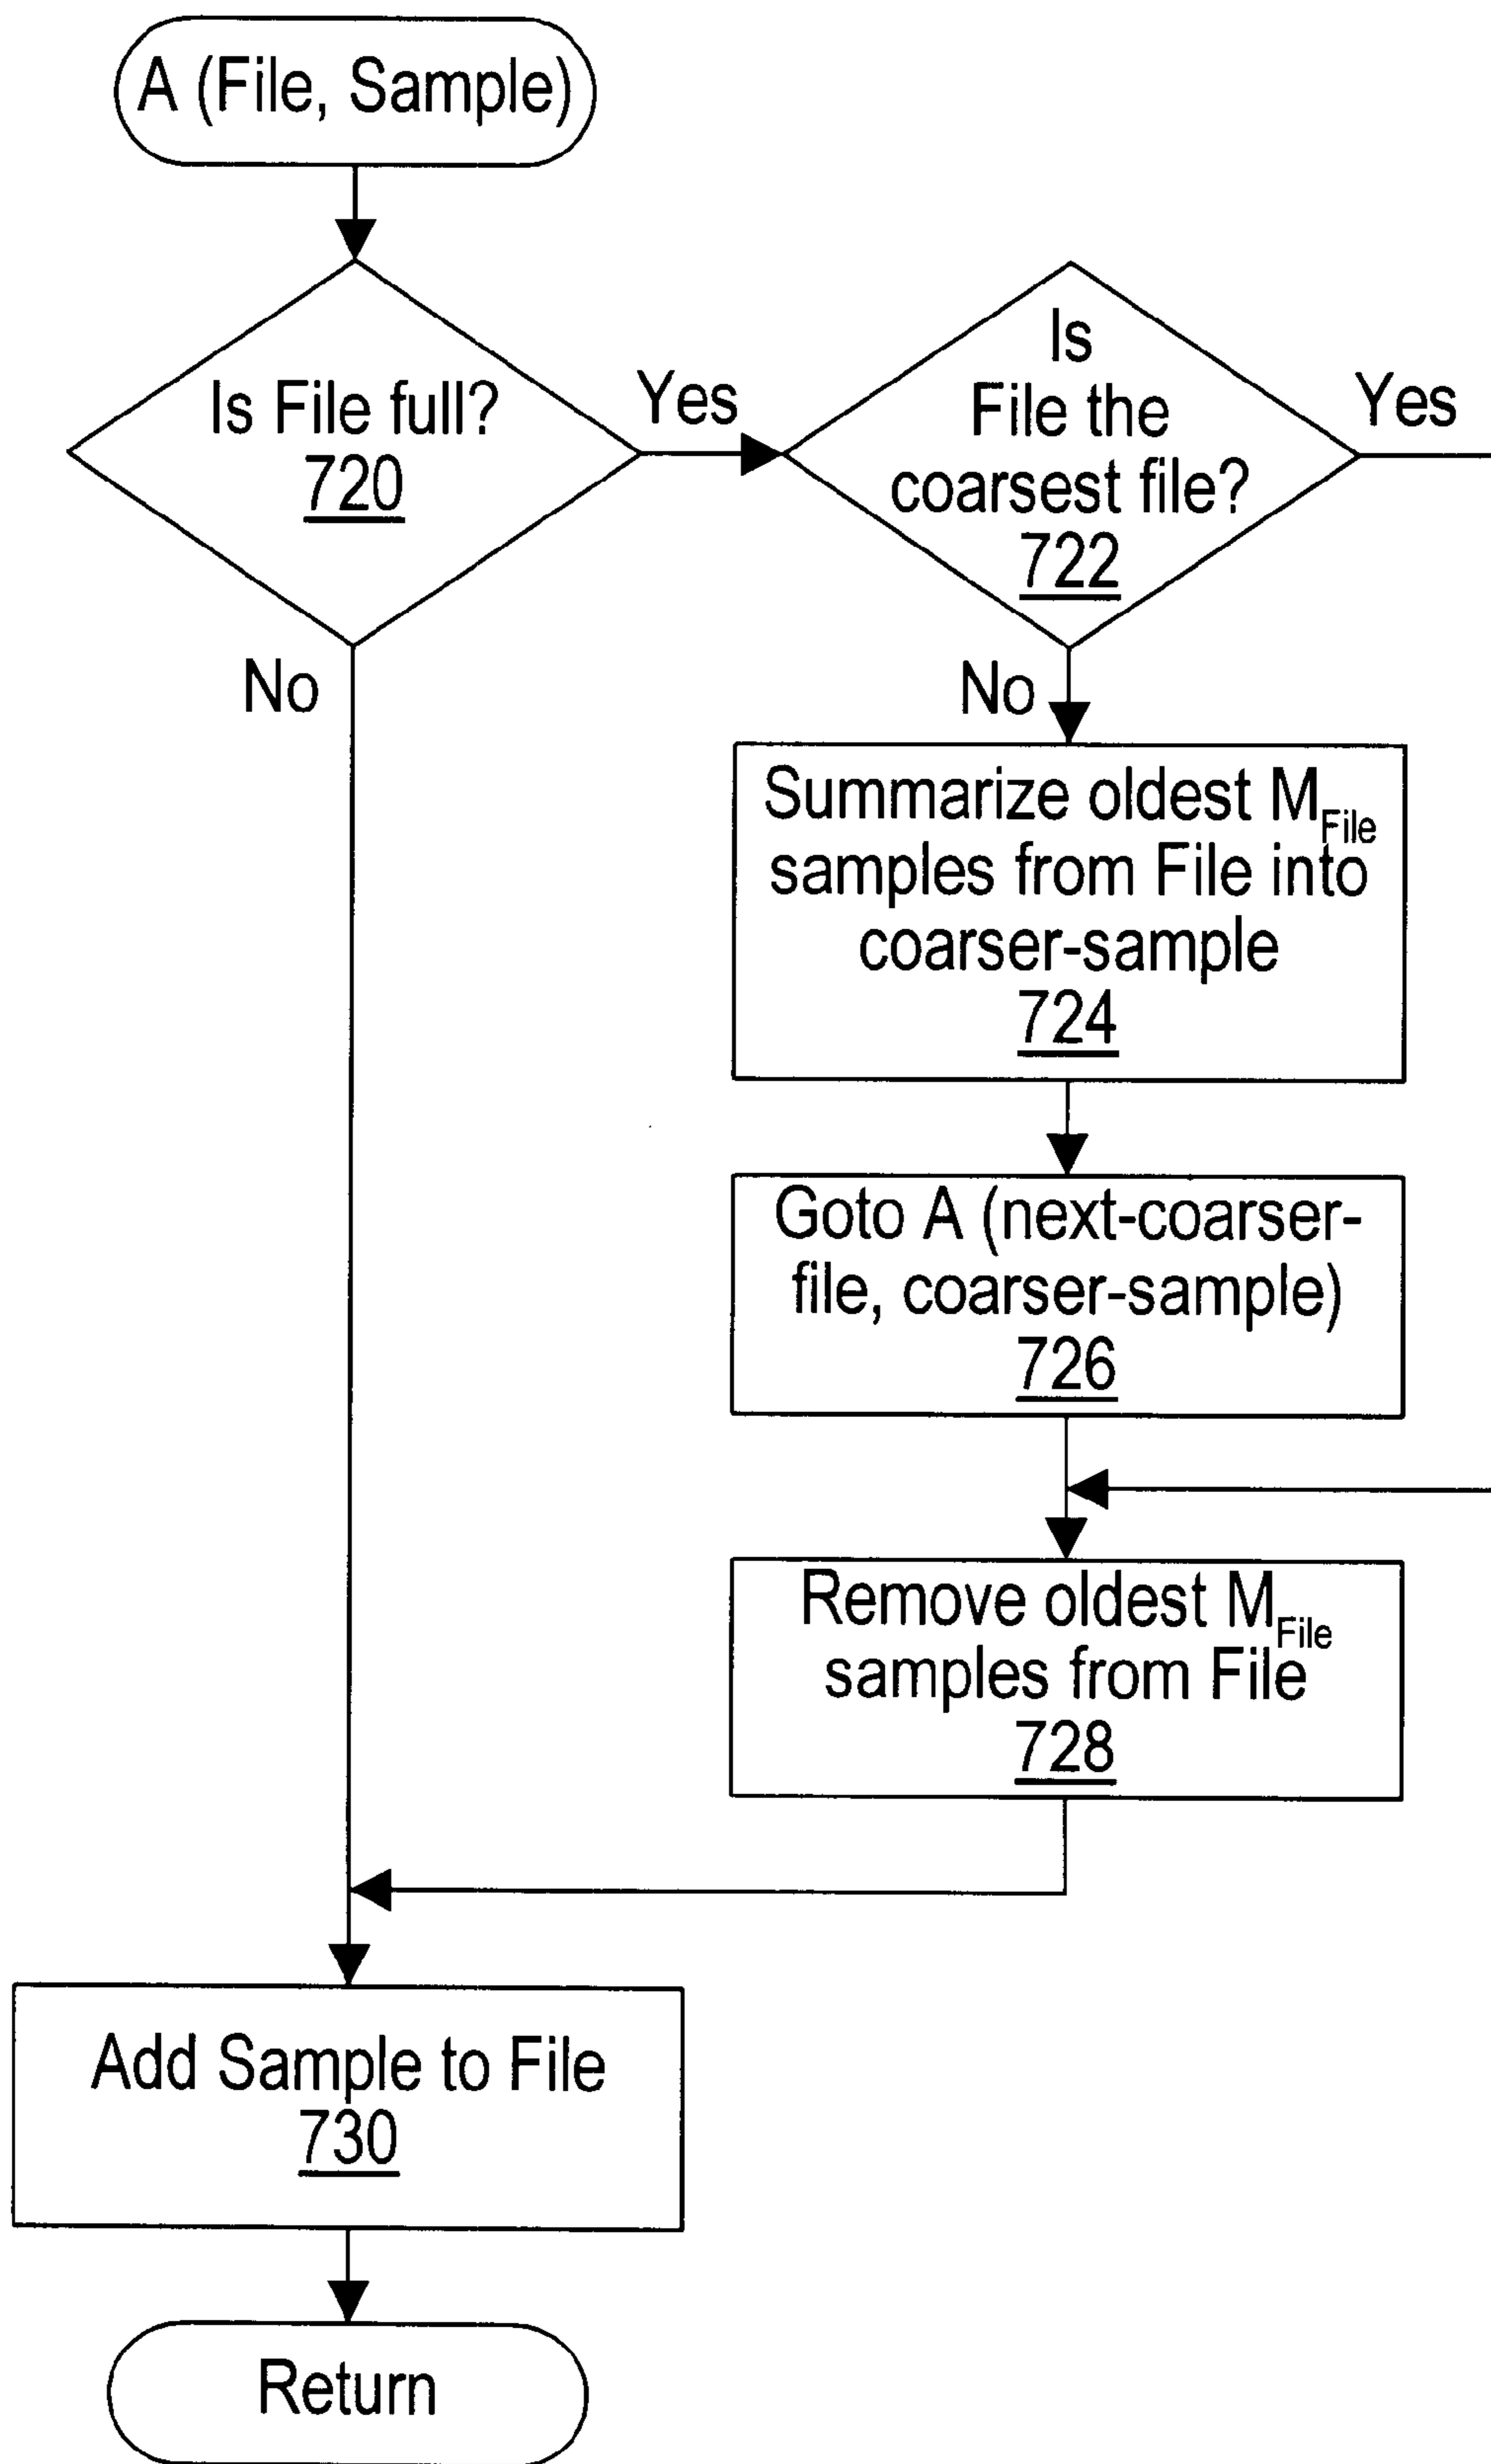 A (File, Sample)
Is File full?
720
Yes
No
Is
File the
coarsest file?
722
Yes
No
Summarize oldest M_File
samples from File into
coarser-sample
724
Goto A (next-coarser-
file, coarser-sample)
726
Remove oldest M_File
samples from File
728
Add Sample to File
730
Return